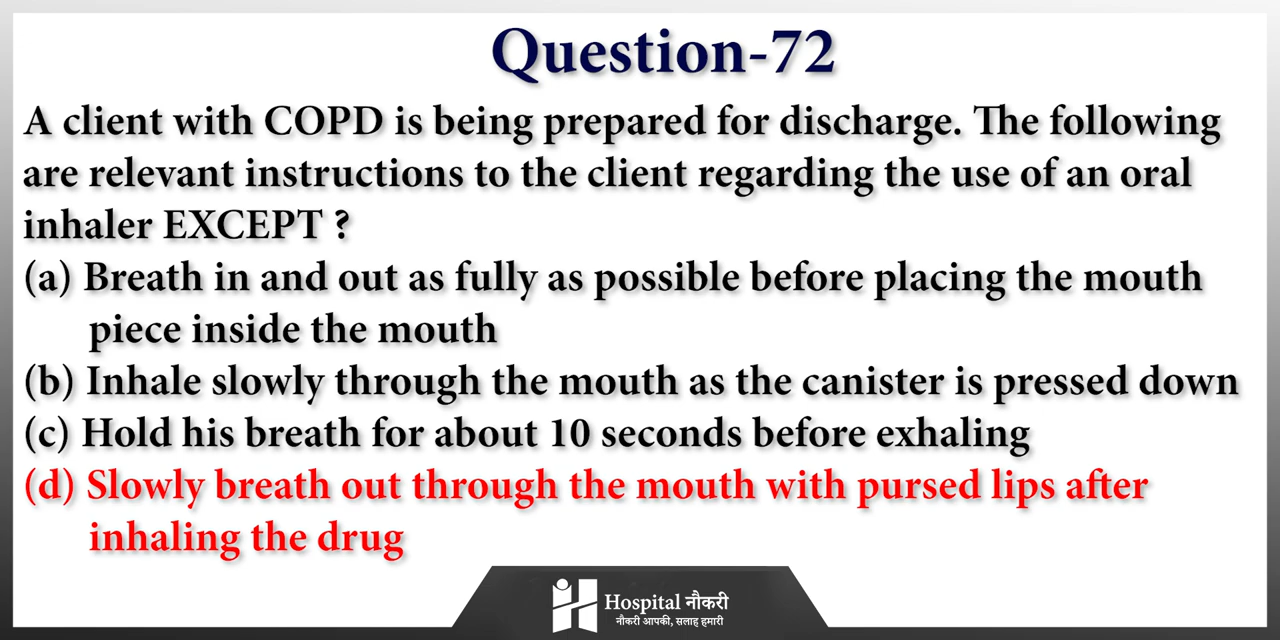 Question-72
A client with COPD is being prepared for discharge. The following
are relevant instructions to the client regarding the use of an oral
inhaler EXCEPT ?
(a) Breath in and out as fully as possible before placing the mouth
piece inside the mouth
(b) Inhale slowly through the mouth as the canister is pressed down
(c) Hold his breath for about 10 seconds before exhaling
(d) Slowly breath out through the mouth with pursed lips after
inhaling the drug
Hospital नौकरी
नौकरी आपकी, सलाह हमारी